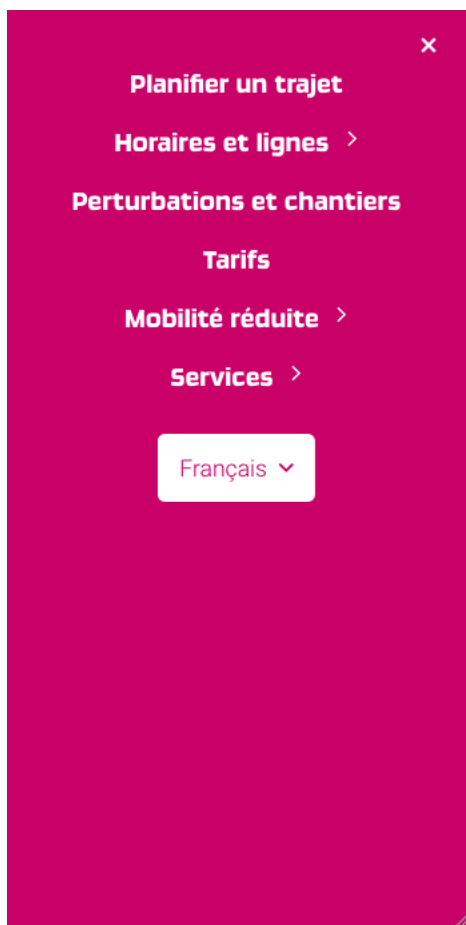 Planifier un trajet
Horaires et lignes
Perturbations et chantiers
Tarifs
Mobilité réduite
Services
Français